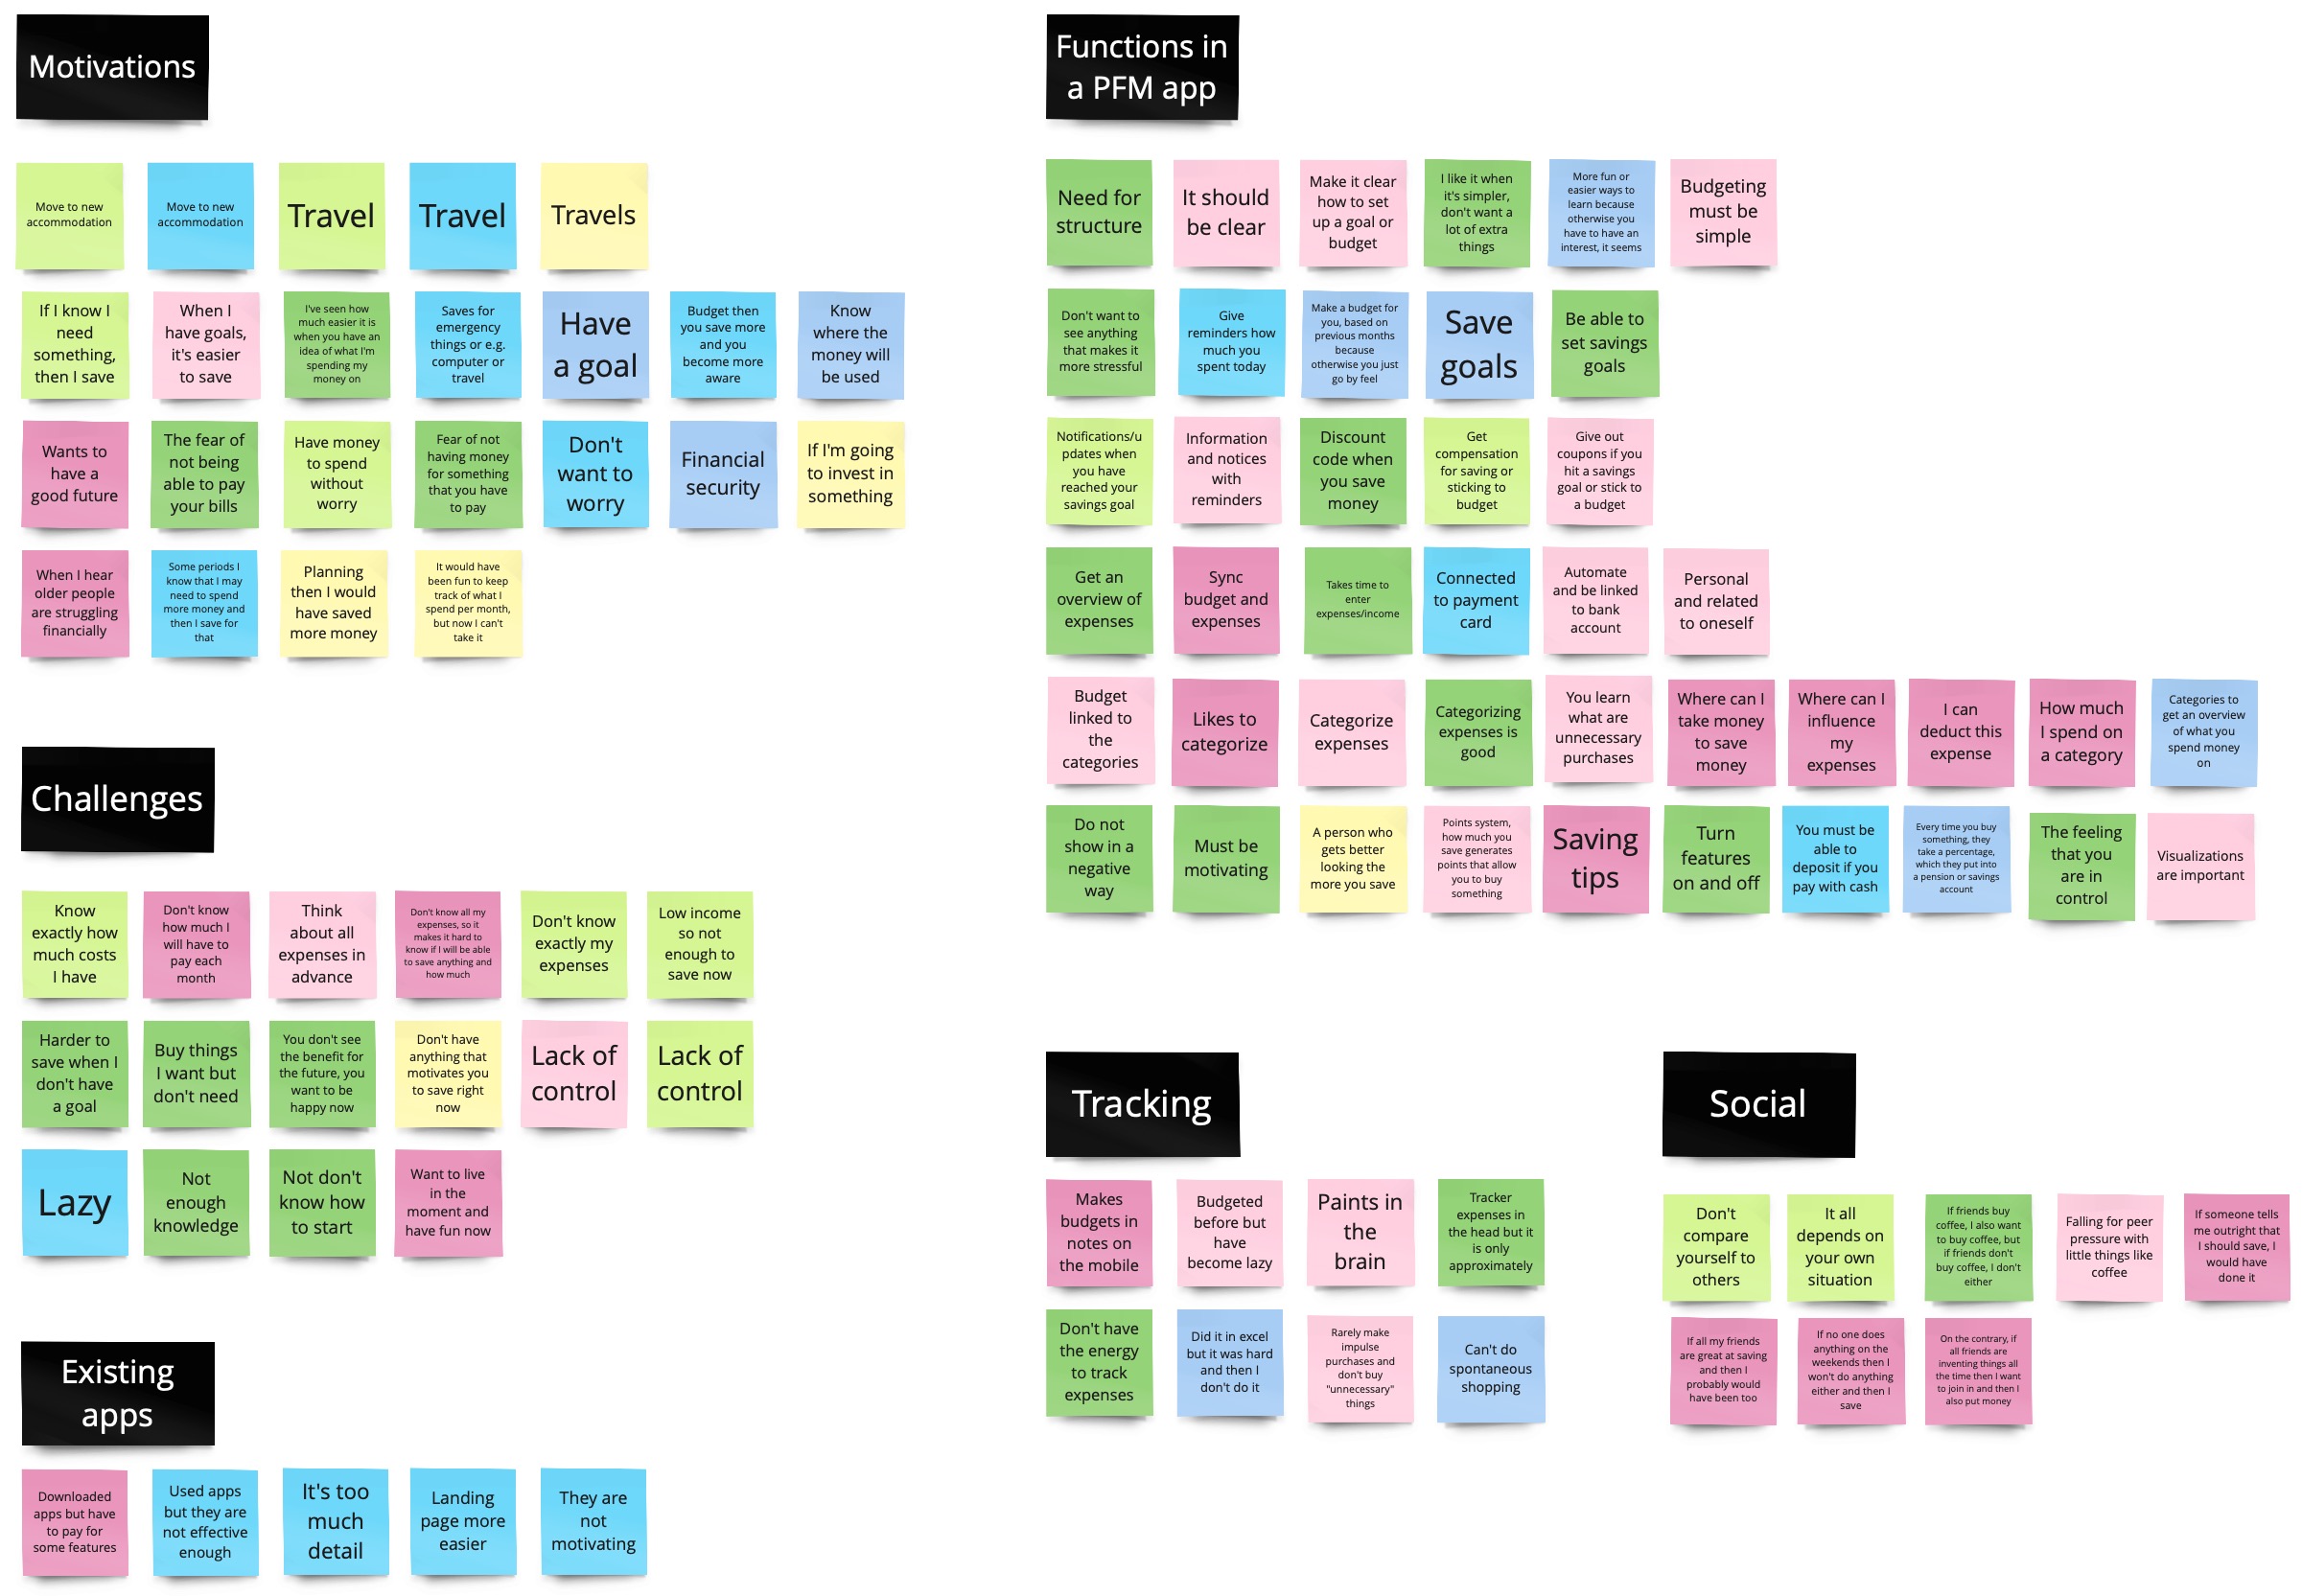 Motivations
Move to new
accommodation
Move to new
accommodation
Travel
Travel
Travels
If I know I
need
something,
then I save
When I
have goals,
it's easier
to save
I've seen how
much easier it is
when you have an
idea of what I'm
spending my
money on
Saves for
emergency
things or e.g.
computer or
travel
Have
a goal
Budget then
you save more
and you
become more
aware
Know
where the
money will
be used
Wants to
have a
good future
The fear of
not being
able to pay
your bills
Have money
to spend
without
worry
Fear of not
having money
for something
that you have
to pay
Don't
want to
worry
Financial
security
If I'm going
to invest in
something
When I hear
older people
are struggling
financially
Some periods I
know that I may
need to spend
more money and
then I save for
that
Planning
then I would
have saved
more money
It would have
been fun to keep
track of what I
spend per month,
but now I can't
take it
Challenges
Know
exactly how
much costs
I have
Don't know
how much I
will have to
pay each
month
Think
about all
expenses in
advance
Don't know all my
expenses, so it
makes it hard to
know if I will be able
to save anything and
how much
Don't know
exactly my
expenses
Low income
so not
enough to
save now
Harder to
save when I
don't have
a goal
Buy things
I want but
don't need
You don't see
the benefit for
the future, you
want to be
happy now
Don't have
anything that
motivates you
to save right
now
Lack of
control
Lack of
control
Lazy
Not
enough
knowledge
Not don't
know how
to start
Want to live
in the
moment and
have fun now
Existing
apps
Downloaded
apps but have
to pay for
some features
Used apps
but they are
not effective
enough
It's too
much
detail
Landing
page more
easier
They are
not
motivating
Functions in
a PFM app
Need for
structure
It should
be clear
Make it clear
how to set
up a goal or
budget
I like it when
it's simpler,
don't want a
lot of extra
things
More fun or
easier ways to
learn because
otherwise you
have to have an
interest, it seems
Budgeting
must be
simple
Don't want to
see anything
that makes it
more stressful
Give
reminders how
much you
spent today
Make a budget for
you, based on
previous months
because
otherwise you just
go by feel
Save
goals
Be able to
set savings
goals
Notifications/u
pdates when
you have
reached your
savings goal
Information
and notices
with
reminders
Discount
code when
you save
money
Get
compensation
for saving or
sticking to
budget
Give out
coupons if you
hit a savings
goal or stick to
a budget
Get an
overview of
expenses
Sync
budget and
expenses
Takes time to
enter
expenses/income
Connected
to payment
card
Automate
and be linked
to bank
account
Personal
and related
to oneself
Budget
linked to
the
categories
Likes to
categorize
Categorize
expenses
Categorizing
expenses is
good
You learn
what are
unnecessary
purchases
Where can I
take money
to save
money
Where can I
influence
my
expenses
I can
deduct this
expense
How much
I spend on
a category
Categories to
get an overview
of what you
spend money
on
Do not
show in a
negative
way
Must be
motivating
A person who
gets better
looking the
more you save
Points system,
how much you
save generates
points that allow
you to buy
something
Saving
tips
Turn
features
on and off
You must be
able to
deposit if you
pay with cash
Every time you buy
something, they
take a percentage,
which they put into
a pension or savings
account
The feeling
that you
are in
control
Visualizations
are important
Tracking
Makes
budgets in
notes on
the mobile
Budgeted
before but
have
become lazy
Paints in
the
brain
Tracker
expenses in
the head but it
is only
approximately
Don't have
the energy
to track
expenses
Did it in excel
but it was hard
and then I
don't do it
Rarely make
impulse
purchases and
don't buy
"unnecessary"
things
Can't do
spontaneous
shopping
Social
Don't
compare
yourself to
others
It all
depends on
your own
situation
If friends buy
coffee, I also want
to buy coffee, but
if friends don't
buy coffee, I don't
either
Falling for peer
pressure with
little things like
coffee
If someone tells
me outright that
I should save, I
would have
done it
If all my friends
are great at saving
and then I
probably would
have been too
If no one does
anything on the
weekends then I
won't do anything
either and then I
save
On the contrary, if
all friends are
inventing things all
the time then I want
to join in and then I
also put money